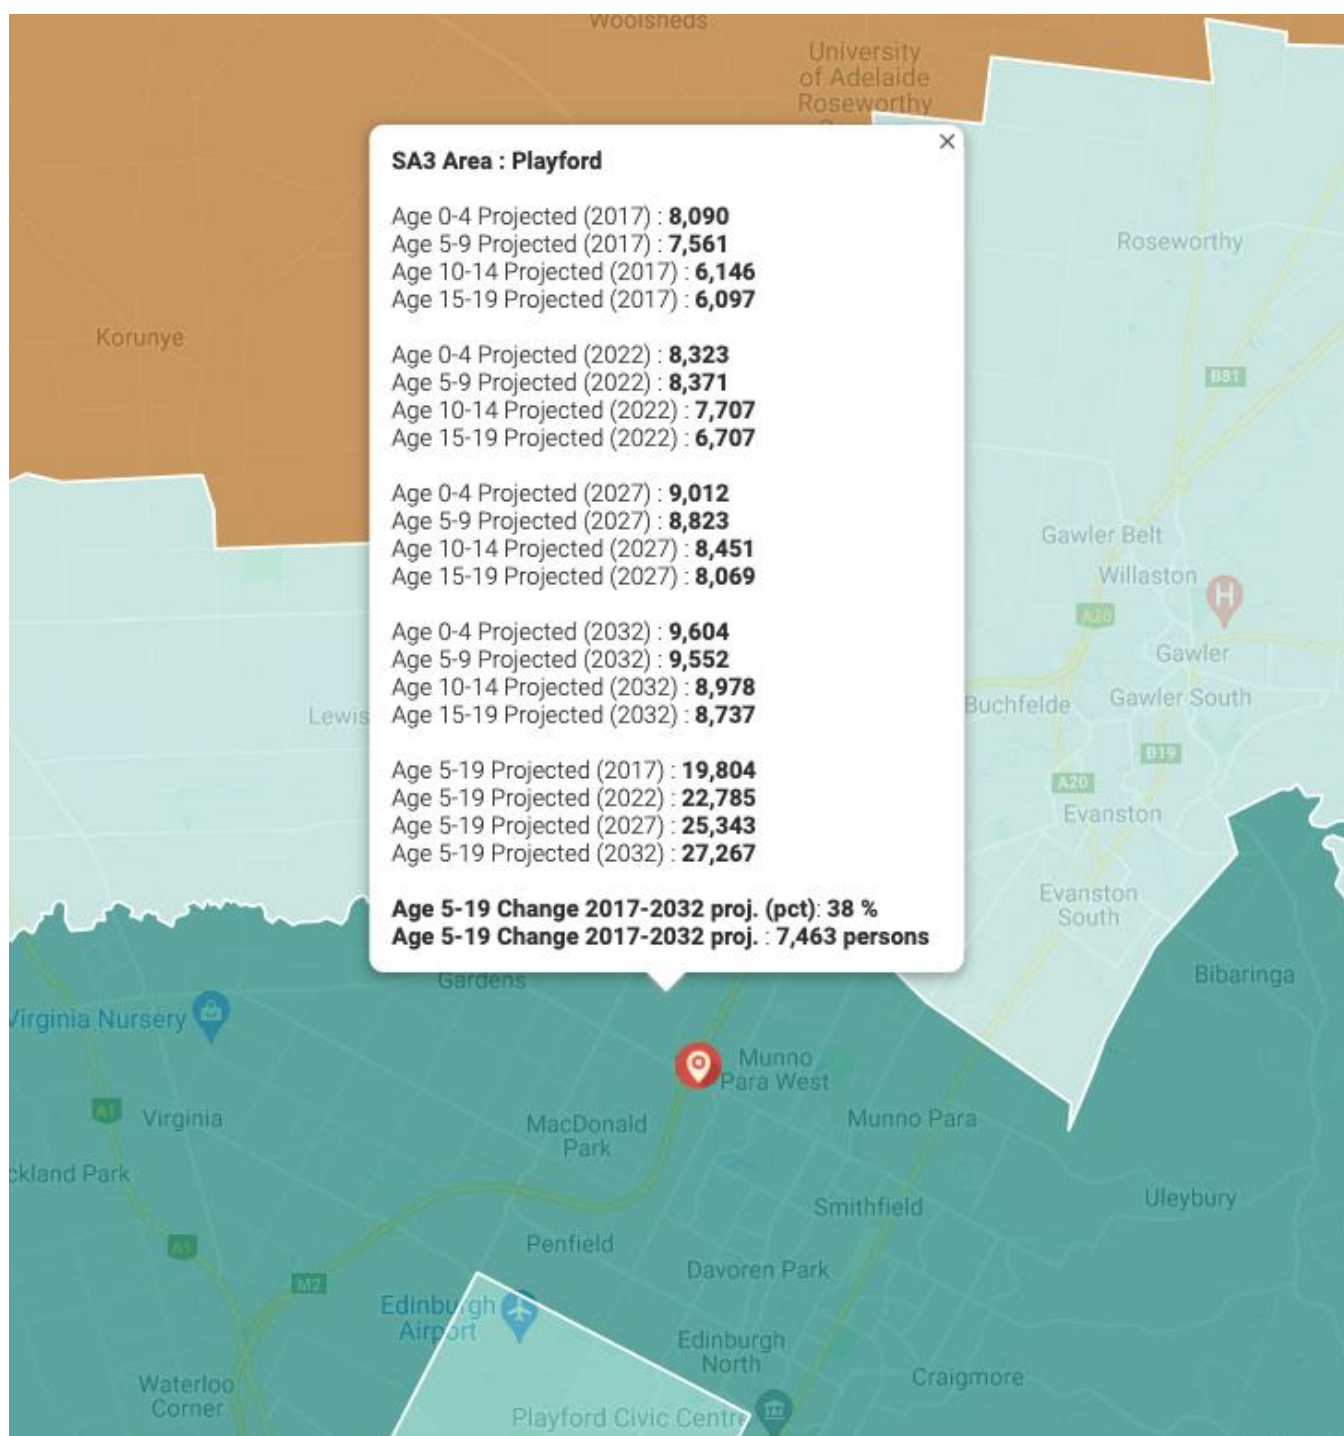 Woolsheds
University
of Adelaide
Roseworthy
SA3 Area : Playford
Age 0-4 Projected (2017) : 8,090
Age 5-9 Projected (2017) : 7,561
Age 10-14 Projected (2017) : 6,146
Age 15-19 Projected (2017) : 6,097
Age 0-4 Projected (2022) : 8,323
Age 5-9 Projected (2022) : 8,371
Age 10-14 Projected (2022) : 7,707
Age 15-19 Projected (2022) : 6,707
Age 0-4 Projected (2027) : 9,012
Age 5-9 Projected (2027) : 8,823
Age 10-14 Projected (2027) : 8,451
Age 15-19 Projected (2027) : 8,069
Age 0-4 Projected (2032) : 9,604
Age 5-9 Projected (2032) : 9,552
Age 10-14 Projected (2032) : 8,978
Age 15-19 Projected (2032) : 8,737
Age 5-19 Projected (2017) : 19,804
Age 5-19 Projected (2022) : 22,785
Age 5-19 Projected (2027) : 25,343
Age 5-19 Projected (2032) : 27,267
Age 5-19 Change 2017-2032 proj. (pct): 38 %
Age 5-19 Change 2017-2032 proj. : 7,463 persons
Roseworthy
Korunye
B81
Gawler Belt
Willaston
H
A20
Gawler
Lewis
Buchfelde
Gawler South
B19
A20
Evanston
Evanston
South
Gardens
Bibaringa
Virginia Nursery
Munno
Para West
A1
Virginia
MacDonald
Park
Munno Para
ckland Park
Smithfield
Uleybury
A1
Penfield
Davoren Park
M2
Edinburgh
Airport
Edinburgh
North
Craigmore
Waterloo
Corner
Playford Civic Centre